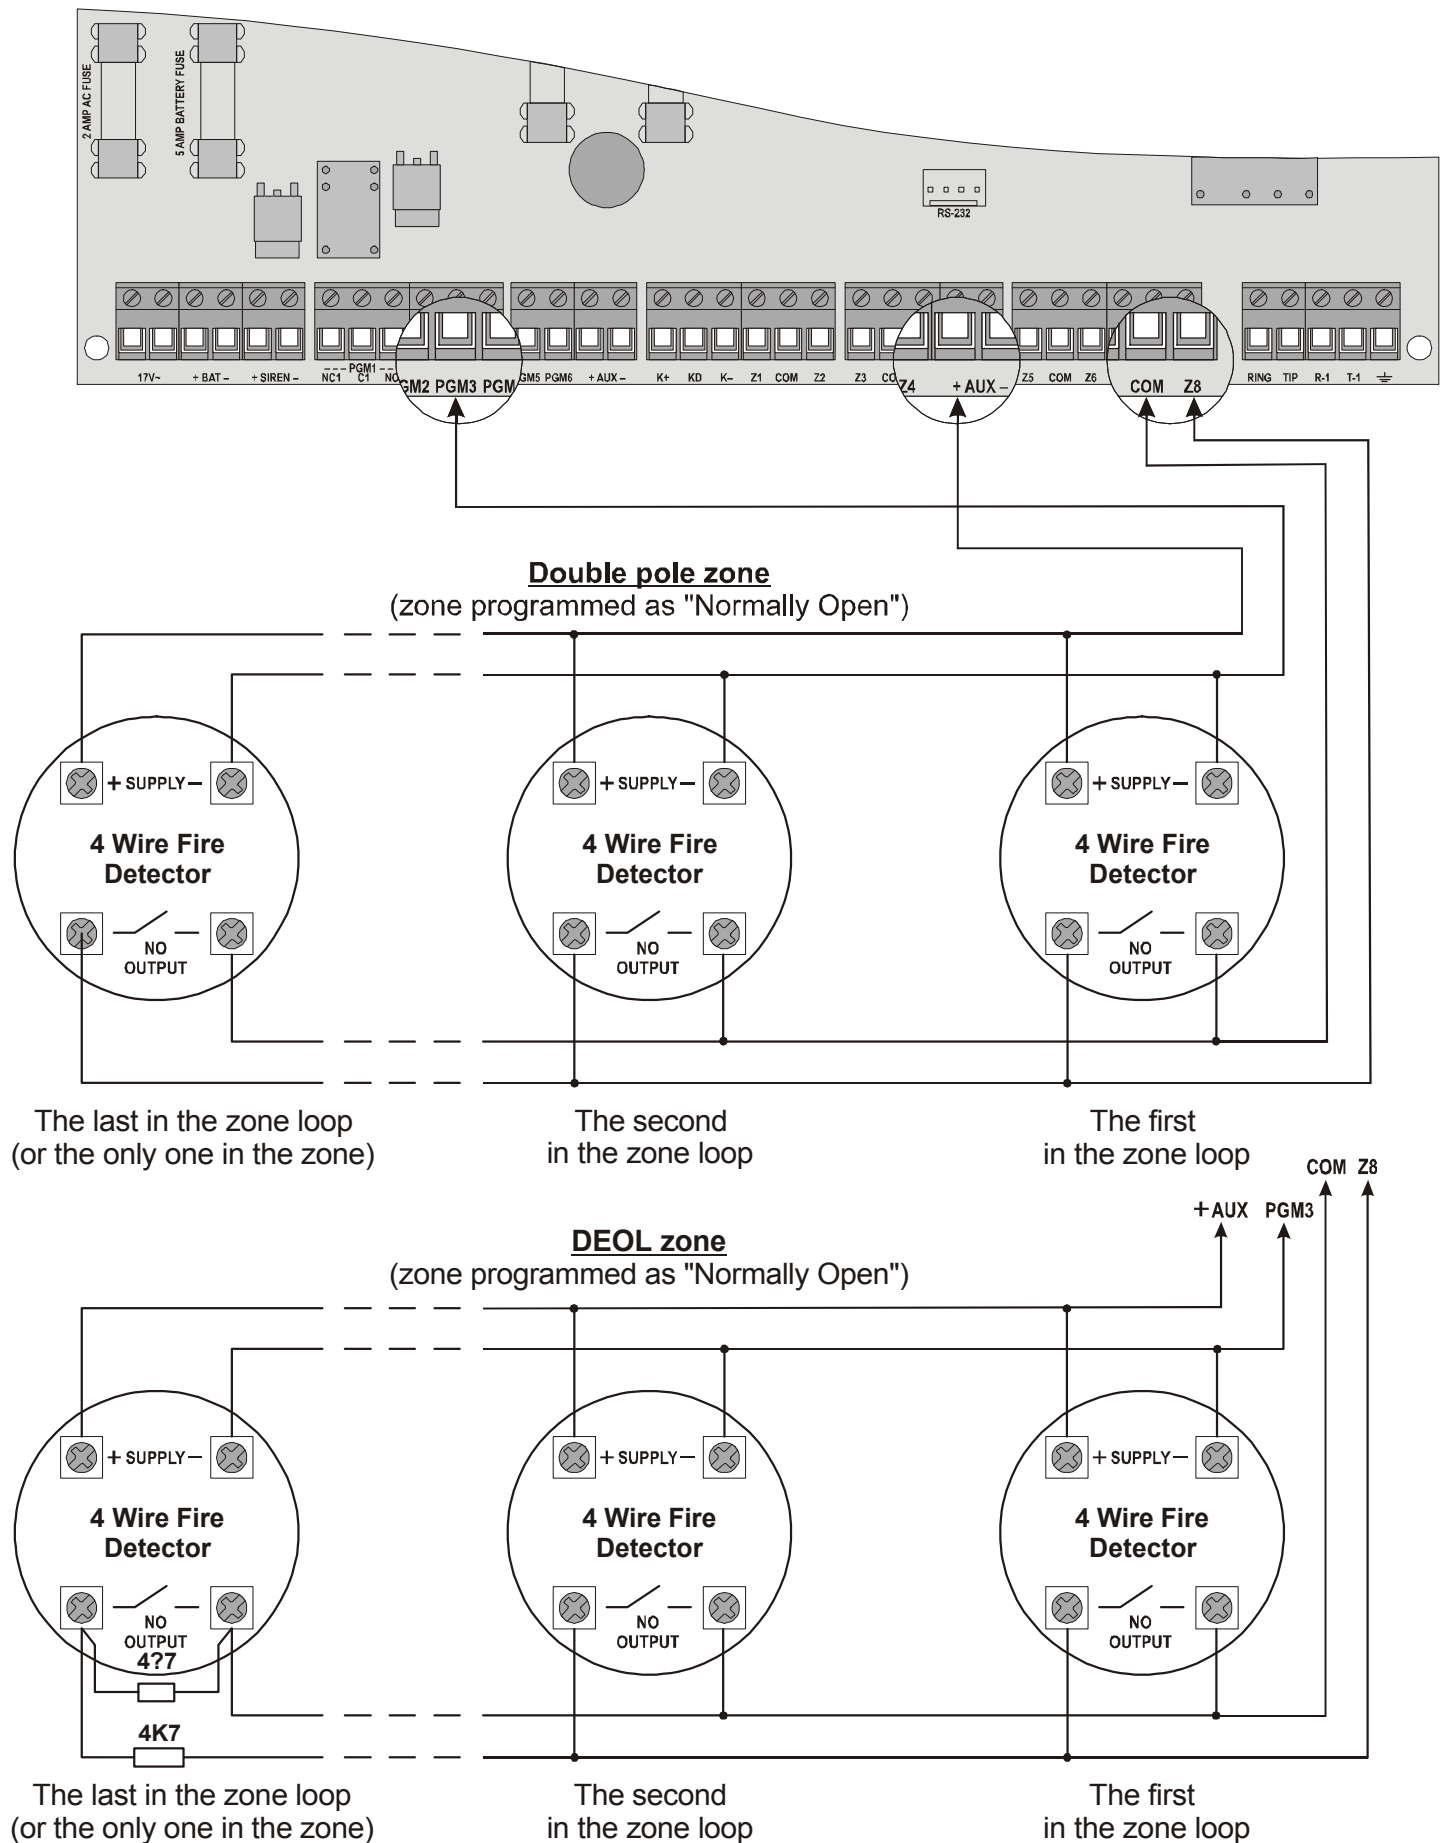 2 AMP AC FUSE
5 AMP BATTERY FUSE
RS-232
17V~ + BAT – + SIREN – NC1 C1 NO
PGM1
GM2 PGM3 PGM
GM5 PGM6 + AUX – K+ KD K– Z1 COM Z2 Z3 CO
Z4 + AUX –
Z5 COM Z6
COM Z8
RING TIP R-1 T-1
Double pole zone
(zone programmed as "Normally Open")
+ SUPPLY – + SUPPLY – + SUPPLY –
4 Wire Fire 4 Wire Fire 4 Wire Fire
Detector Detector Detector
NO NO NO
OUTPUT OUTPUT OUTPUT
The last in the zone loop The second The first
(or the only one in the zone) in the zone loop in the zone loop
COM Z8
+ AUX PGM3
DEOL zone
(zone programmed as "Normally Open")
+ SUPPLY – + SUPPLY – + SUPPLY –
4 Wire Fire 4 Wire Fire 4 Wire Fire
Detector Detector Detector
NO NO NO
OUTPUT OUTPUT OUTPUT
4?7
4K7
The last in the zone loop The second The first
(or the only one in the zone) in the zone loop in the zone loop